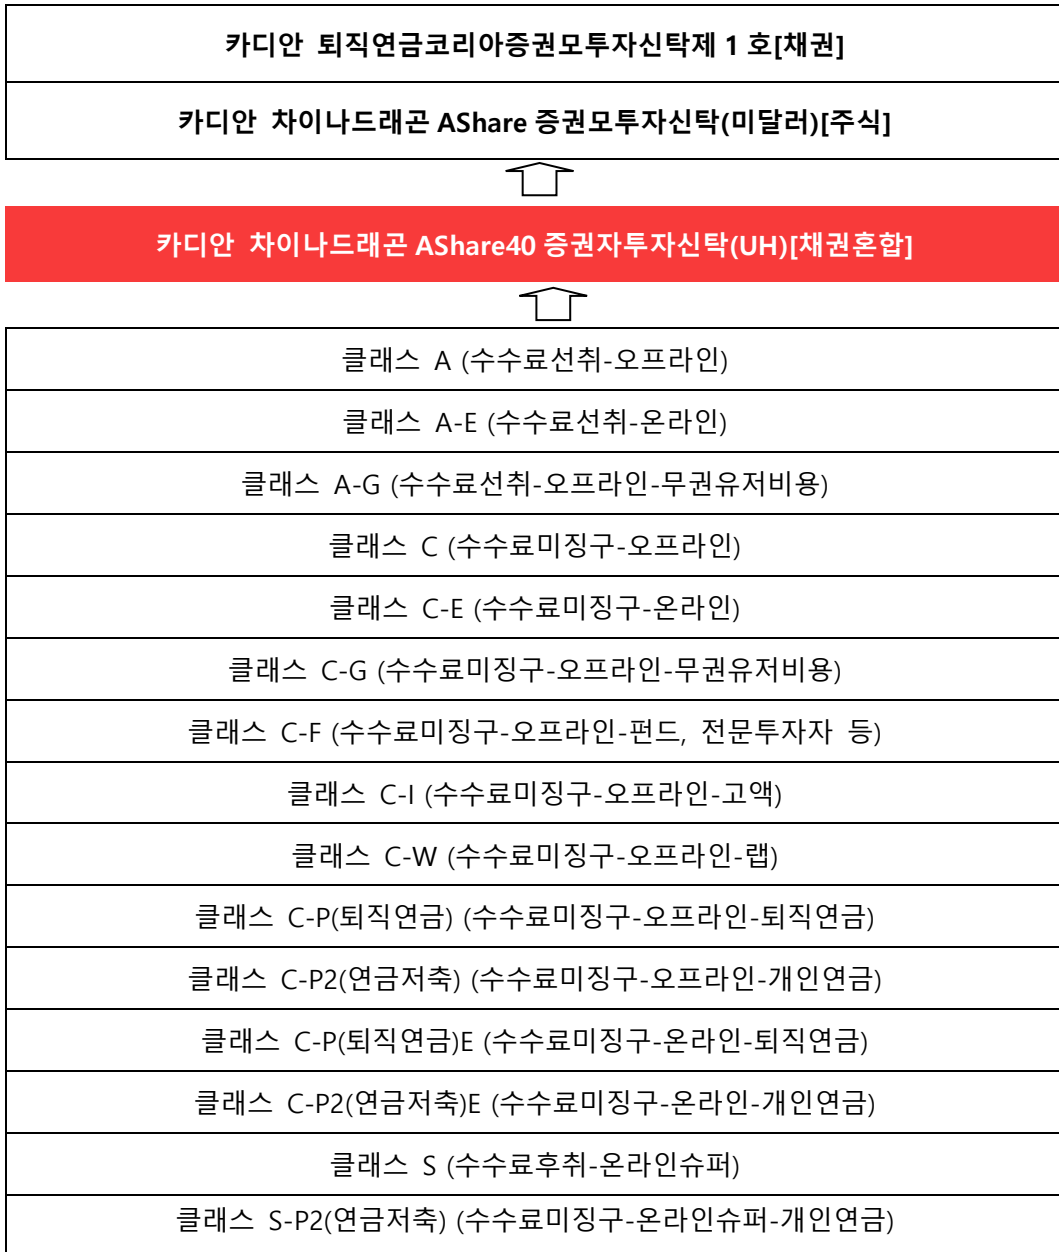 카디안 퇴직연금코리아증권모투자신탁제 1 호[채권]
카디안 차이나드래곤 AShare 증권모투자신탁(미달러)[주식]
카디안 차이나드래곤 AShare40 증권자투자신탁(UH)[채권혼합]
클래스 A (수수료선취-오프라인)
클래스 A-E (수수료선취-온라인)
클래스 A-G (수수료선취-오프라인-무권유저비용)
클래스 C (수수료미징구-오프라인)
클래스 C-E (수수료미징구-온라인)
클래스 C-G (수수료미징구-오프라인-무권유저비용)
클래스 C-F (수수료미징구-오프라인-펀드, 전문투자자 등)
클래스 C-I (수수료미징구-오프라인-고액)
클래스 C-W (수수료미징구-오프라인-랩)
클래스 C-P(퇴직연금) (수수료미징구-오프라인-퇴직연금)
클래스 C-P2(연금저축) (수수료미징구-오프라인-개인연금)
클래스 C-P(퇴직연금)E (수수료미징구-온라인-퇴직연금)
클래스 C-P2(연금저축)E (수수료미징구-온라인-개인연금)
클래스 S (수수료후취-온라인슈퍼)
클래스 S-P2(연금저축) (수수료미징구-온라인슈퍼-개인연금)